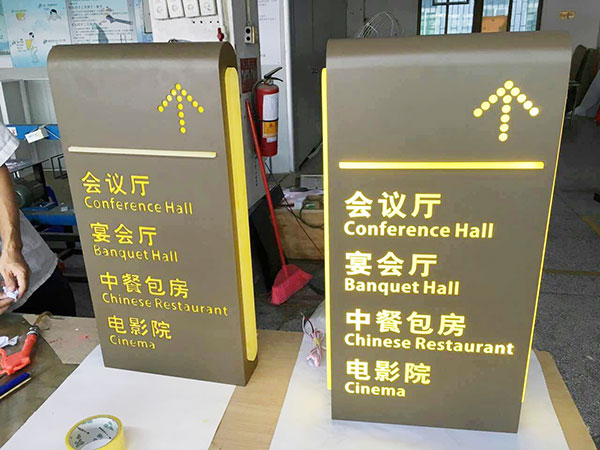 会议厅
Conference Hall
宴会厅
Banquet Hall
中餐包房
Chinese Restaurant
电影院
Cinema
会议厅
Conference Hall
宴会厅
Banquet Hall
中餐包房
Chinese Restaurant
电影院
Cinema